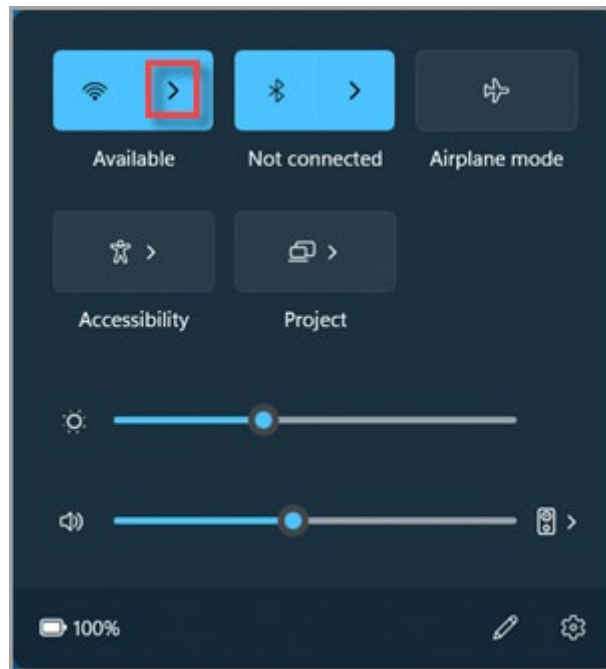 Available
Not connected
Airplane mode
Accessibility
Project
100%